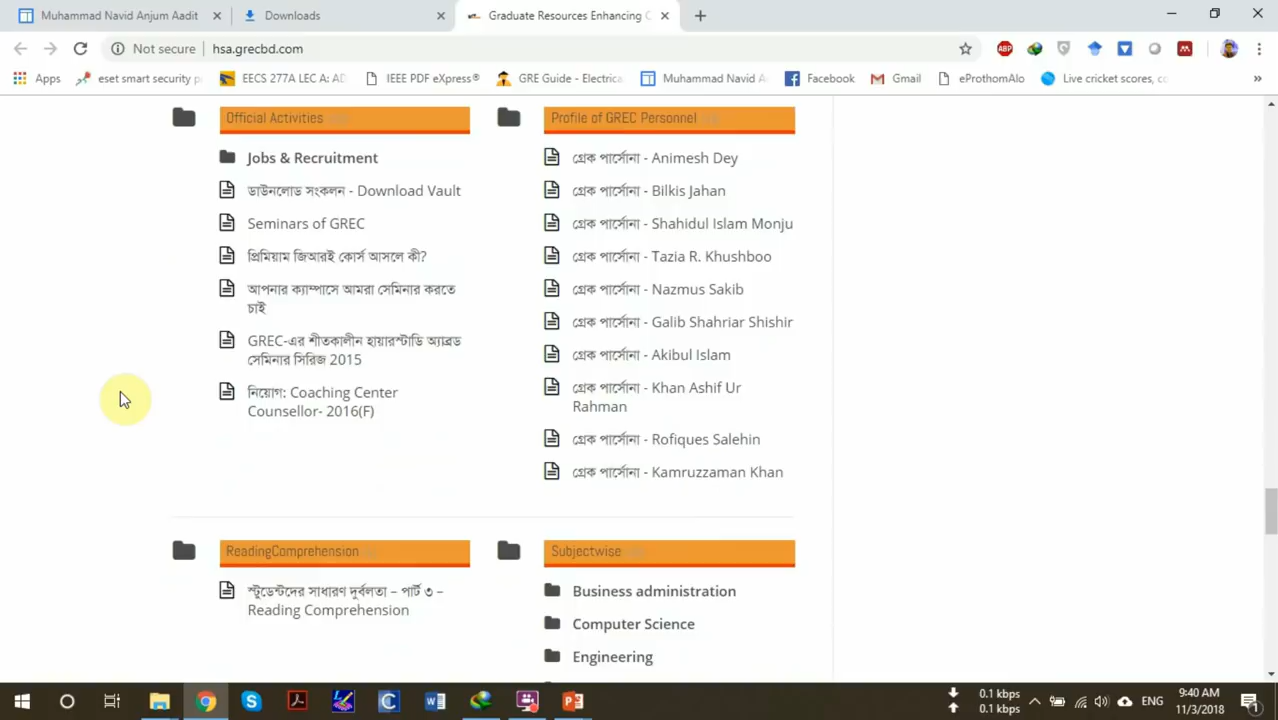 Muhammad Navid Anjum Aadit
Downloads
Graduate Resources Enhancing C
Not secure
hsa.grecbd.com
ABP
Apps
eset smart security p
EECS 277A LEC A: AD
IEEE PDF eXpress®
GRE Guide - Electrica
Muhammad Navid A
Facebook
Gmail
eProthomAlo
Live cricket scores, co
»
Official Activities
Jobs & Recruitment
ডাউনলোড সংকলন - Download Vault
Seminars of GREC
প্রিমিয়াম জিআরই কোর্স আসলে কী?
আপনার ক্যাম্পাসে আমরা সেমিনার করতে
চাই
GREC-এর শীতকালীন হায়ারস্টাডি অ্যাব্রড
সেমিনার সিরিজ 2015
নিয়োগ: Coaching Center
Counsellor- 2016(F)
Profile of GREC Personnel
গ্রেক পার্সোনা - Animesh Dey
গ্রেক পার্সোনা - Bilkis Jahan
গ্রেক পার্সোনা - Shahidul Islam Monju
গ্রেক পার্সোনা - Tazia R. Khushboo
গ্রেক পার্সোনা - Nazmus Sakib
গ্রেক পার্সোনা - Galib Shahriar Shishir
গ্রেক পার্সোনা - Akibul Islam
গ্রেক পার্সোনা - Khan Ashif Ur
Rahman
গ্রেক পার্সোনা - Rofiques Salehin
গ্রেক পার্সোনা - Kamruzzaman Khan
ReadingComprehension
স্টুডেন্টদের সাধারণ দুর্বলতা – পার্ট ৩ –
Reading Comprehension
Subjectwise
Business administration
Computer Science
Engineering
0.1 kbps
0.1 kbps
ENG
9:40 AM
11/3/2018